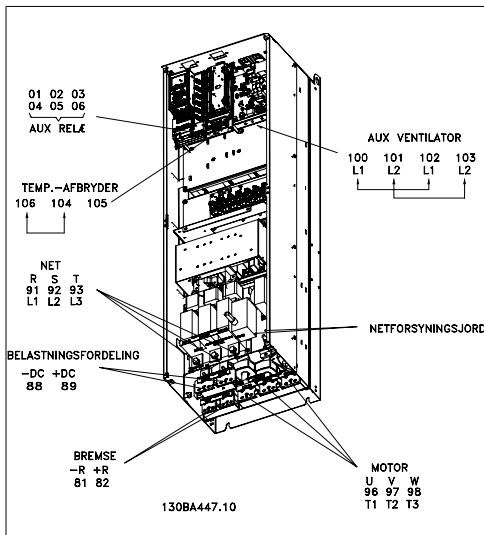 01 02 03
04 05 06
AUX RELÆ
AUX VENTILATOR
100 101 102 103
L1 L2 L1 L2
TEMP.-AFBRYDER
106 104 105
NET
R S T
91 92 93
L1 L2 L3
NETFORSYNINGSJORD
BELASTNINGSFORDELING
-DC +DC
88 89
BREMSE
-R +R
81 82
MOTOR
U V W
96 97 98
T1 T2 T3
130BA447.10